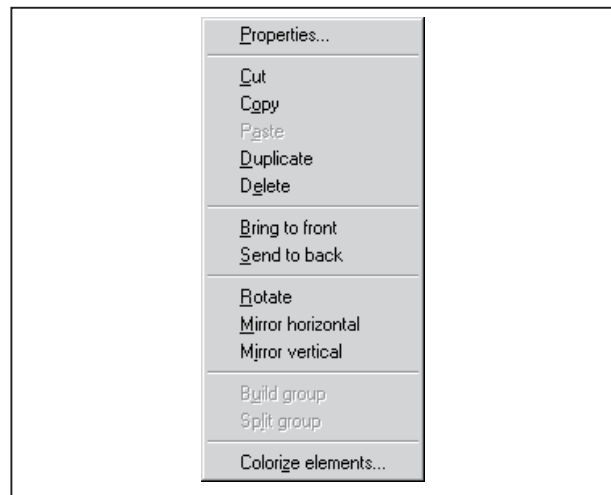 Properties...
Cut
Copy
Paste
Duplicate
Delete
Bring to front
Send to back
Rotate
Mirror horizontal
Mirror vertical
Build group
Split group
Colorize elements...